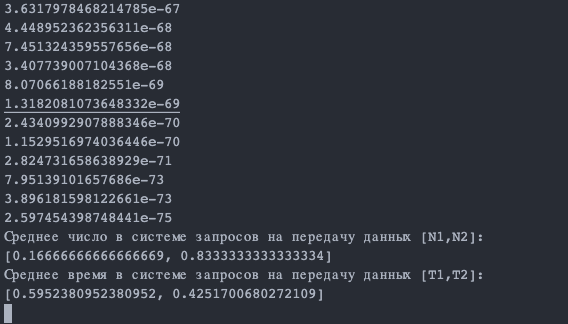 3.6317978468214785e-67
4.448952362356311e-68
7.451324359557656e-68
3.407739007104368e-68
8.07066188182551e-69
1.3182081073648332e-69
2.4340992907888346e-70
1.1529516974036446e-70
2.824731658638929e-71
7.95139101657686e-73
3.896181598122661e-73
2.597454398748441e-75
Среднее число в системе запросов на передачу данных [N1,N2]:
[0.16666666666666669, 0.8333333333333334]
Среднее время в системе запросов на передачу данных [T1,T2]:
[0.5952380952380952, 0.4251700680272109]